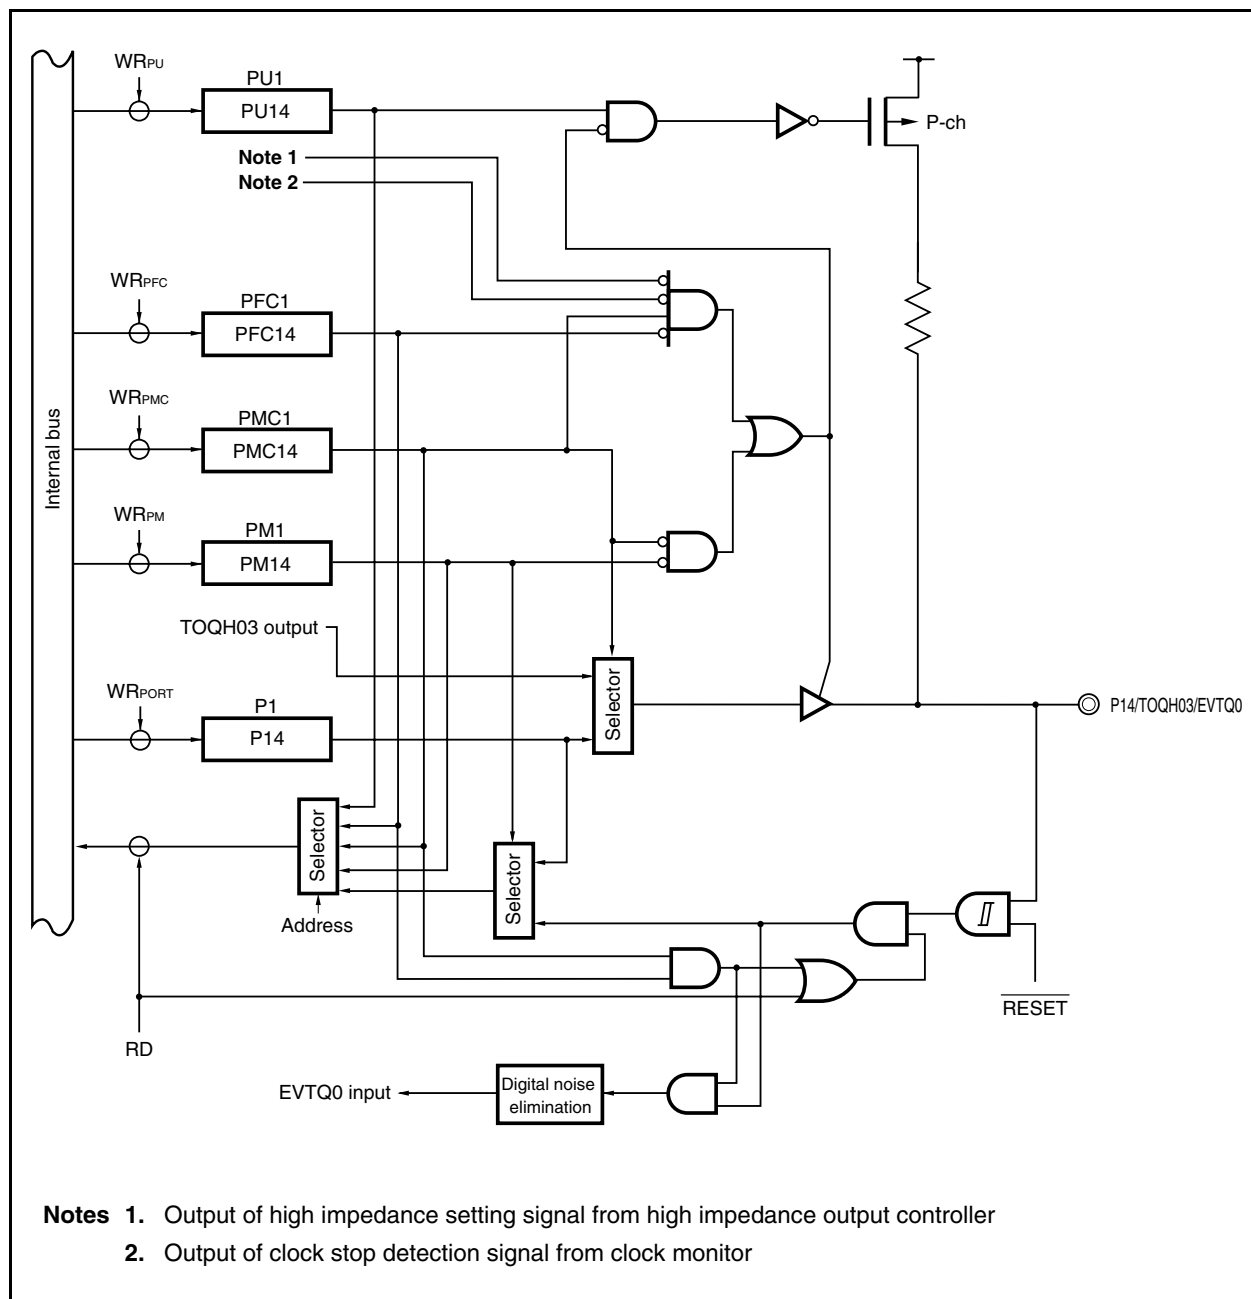 WRPU
PU1
PU14
P-ch
Note 1
Note 2
WRPFC
PFC1
PFC14
WRPMC
PMC1
PMC14
Internal bus
WRPM
PM1
PM14
TOQH03 output
Selector
WRPORT
P1
P14
P14/TOQH03/EVTQ0
Selector
Selector
Address
RESET
RD
EVTQ0 input
Digital noise
elimination
Notes 1. Output of high impedance setting signal from high impedance output controller
2. Output of clock stop detection signal from clock monitor